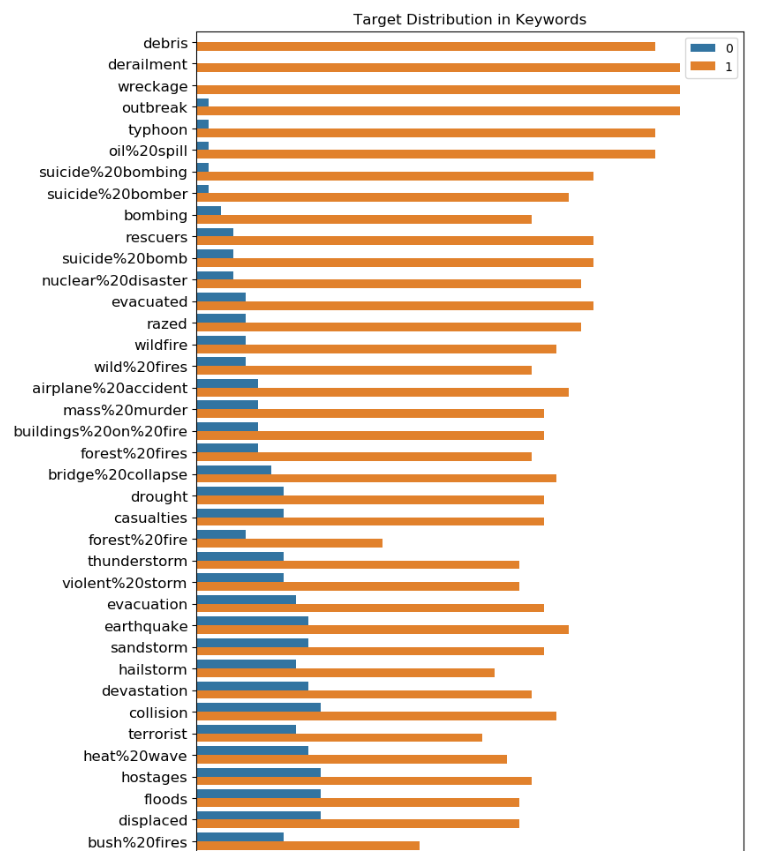 Target Distribution in Keywords
0
1
debris
derailment
wreckage
outbreak
typhoon
oil%20spill
suicide%20bombing
suicide%20bomber
bombing
rescuers
suicide%20bomb
nuclear%20disaster
evacuated
razed
wildfire
wild%20fires
airplane%20accident
mass%20murder
buildings%20on%20fire
forest%20fires
bridge%20collapse
drought
casualties
forest%20fire
thunderstorm
violent%20storm
evacuation
earthquake
sandstorm
hailstorm
devastation
collision
terrorist
heat%20wave
hostages
floods
displaced
bush%20fires